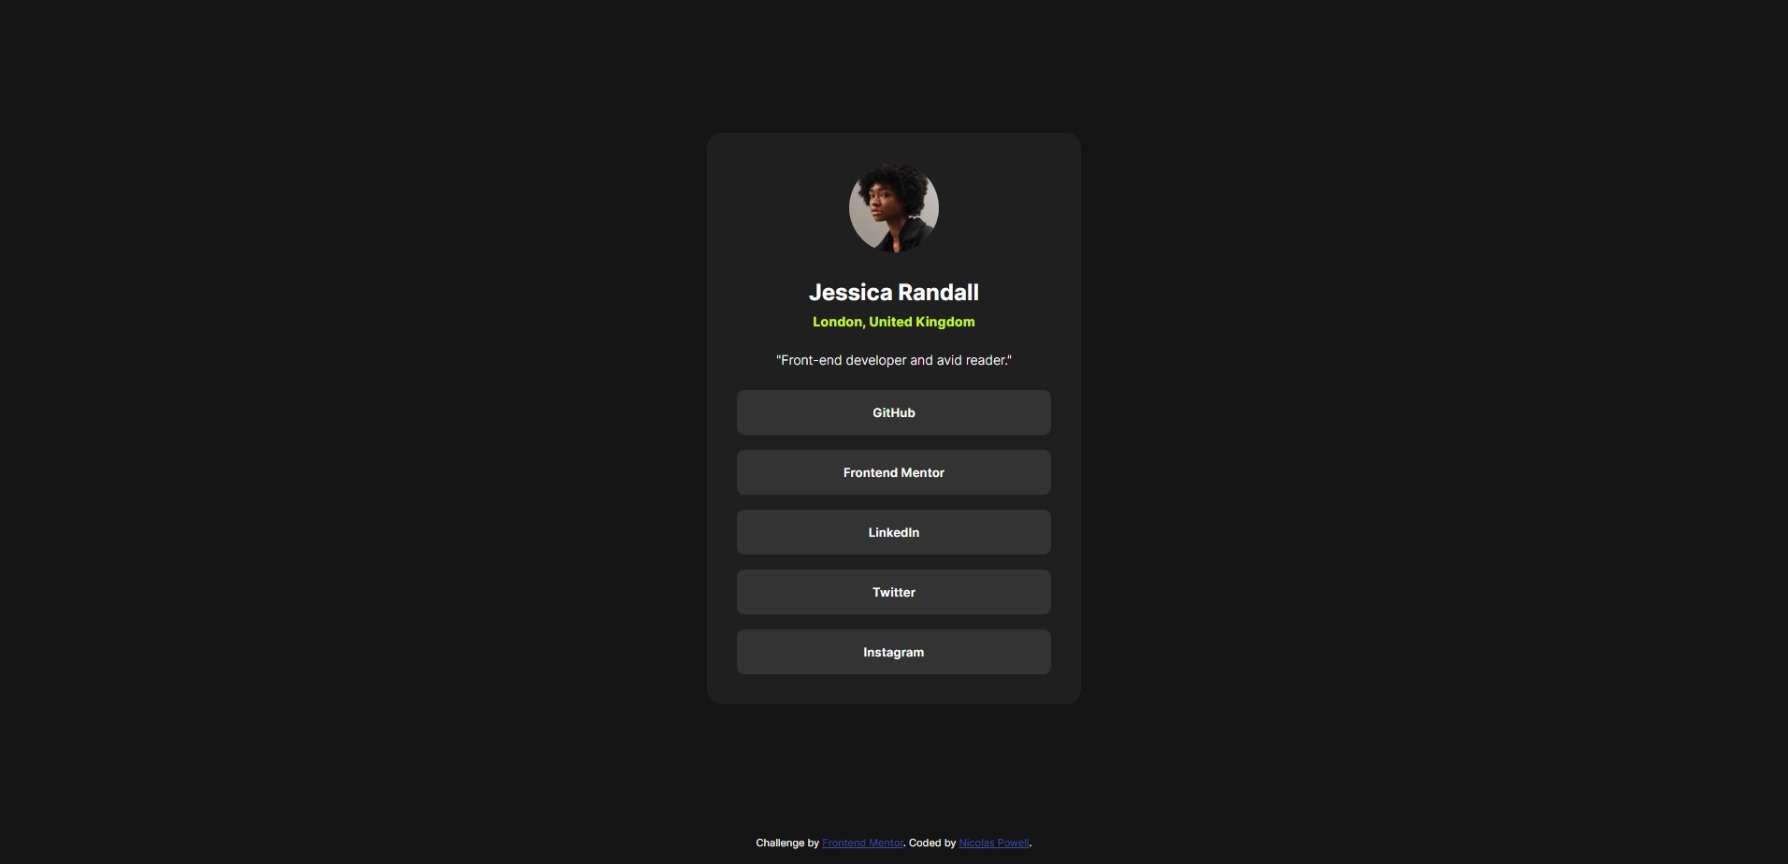 Jessica Randall
London, United Kingdom
"Front-end developer and avid reader."
GitHub
Frontend Mentor
LinkedIn
Twitter
Instagram
Challenge by Frontend Mentor. Coded by Nicolas Powell.